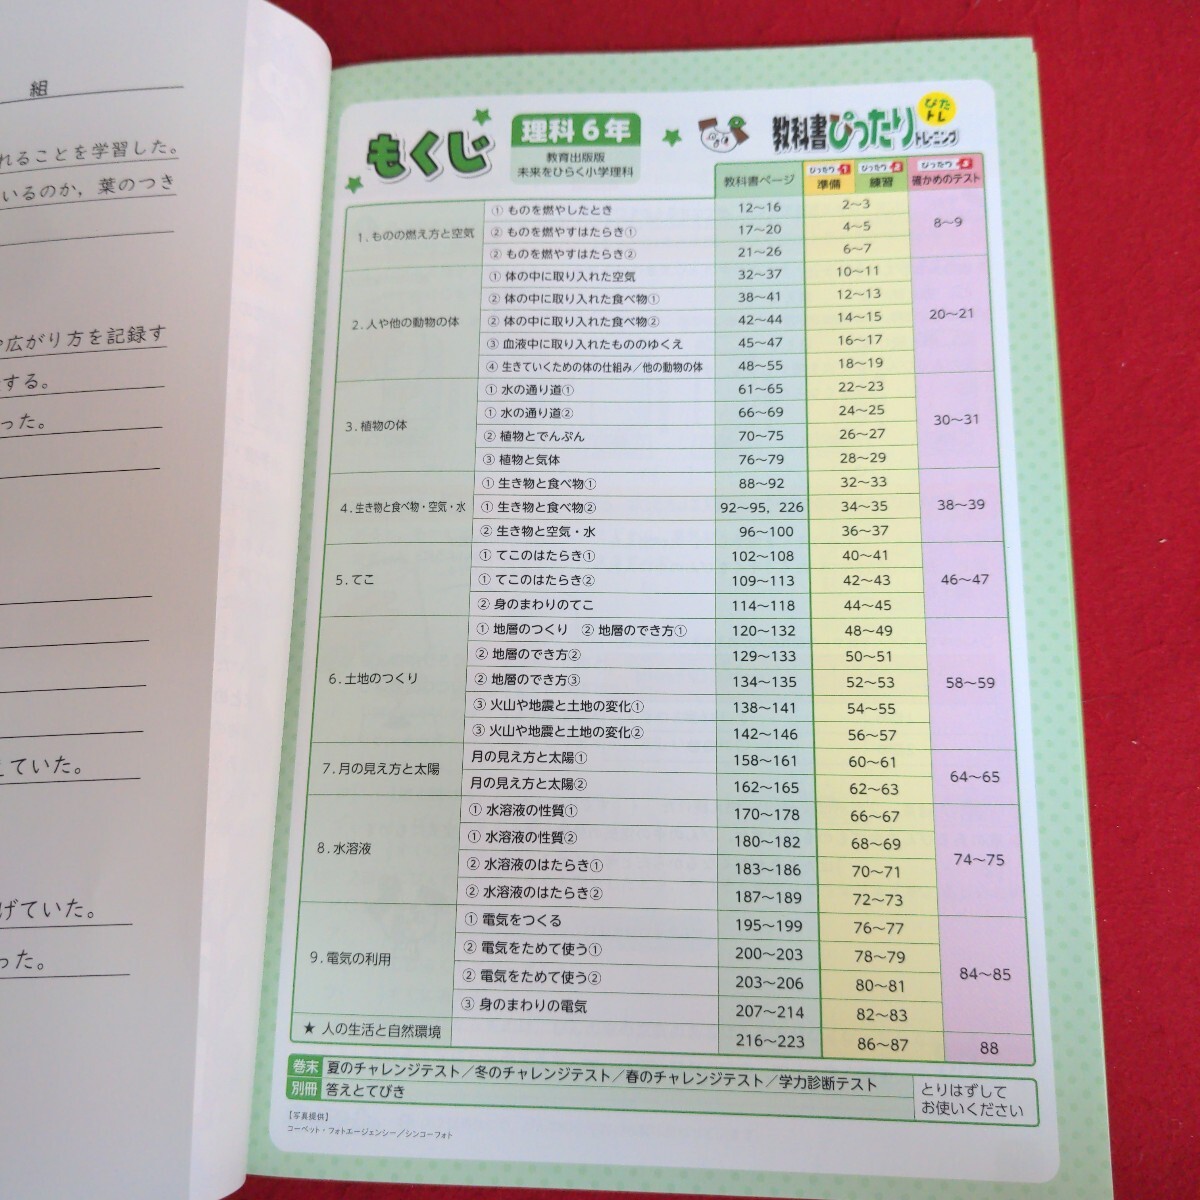 組
れることを学習した。
いるのか，葉のつき
広がり方を記録す
する。
った。
えていた。
げていた。
った。
もくじ
理科6年
教育出版版
未来をひらく小学理科
教科書ぴったりトレーニング
ぴたトレ
教科書ページ
ぴったり1 準備
ぴったり2 練習
ぴったり3 確かめのテスト
1.ものの燃え方と空気
① ものを燃やしたとき 12～16 2～3
② ものを燃やすはたらき① 17～20 4～5 8～9
② ものを燃やすはたらき② 21～26 6～7
2.人や他の動物の体
① 体の中に取り入れた空気 32～37 10～11
② 体の中に取り入れた食べ物① 38～41 12～13
② 体の中に取り入れた食べ物② 42～44 14～15 20～21
③ 血液中に取り入れたもののゆくえ 45～47 16～17
④ 生きていくための体の仕組み／他の動物の体 48～55 18～19
3.植物の体
① 水の通り道① 61～65 22～23
① 水の通り道② 66～69 24～25 30～31
② 植物とでんぷん 70～75 26～27
③ 植物と気体 76～79 28～29
4.生き物と食べ物・空気・水
① 生き物と食べ物① 88～92 32～33
① 生き物と食べ物② 92～95，226 34～35 38～39
② 生き物と空気・水 96～100 36～37
5.てこ
① てこのはたらき① 102～108 40～41
① てこのはたらき② 109～113 42～43 46～47
② 身のまわりのてこ 114～118 44～45
6.土地のつくり
① 地層のつくり ② 地層のでき方① 120～132 48～49
② 地層のでき方② 129～133 50～51
② 地層のでき方③ 134～135 52～53 58～59
③ 火山や地震と土地の変化① 138～141 54～55
③ 火山や地震と土地の変化② 142～146 56～57
7.月の見え方と太陽
月の見え方と太陽① 158～161 60～61 64～65
月の見え方と太陽② 162～165 62～63
8.水溶液
① 水溶液の性質① 170～178 66～67
① 水溶液の性質② 180～182 68～69 74～75
② 水溶液のはたらき① 183～186 70～71
② 水溶液のはたらき② 187～189 72～73
9.電気の利用
① 電気をつくる 195～199 76～77
② 電気をためて使う① 200～203 78～79 84～85
② 電気をためて使う② 203～206 80～81
③ 身のまわりの電気 207～214 82～83
★ 人の生活と自然環境 216～223 86～87 88
巻末 夏のチャレンジテスト／冬のチャレンジテスト／春のチャレンジテスト／学力診断テスト
別冊 答えとてびき
とりはずして
お使いください
【写真提供】
コーベット・フォトエージェンシー／シンコーフォト